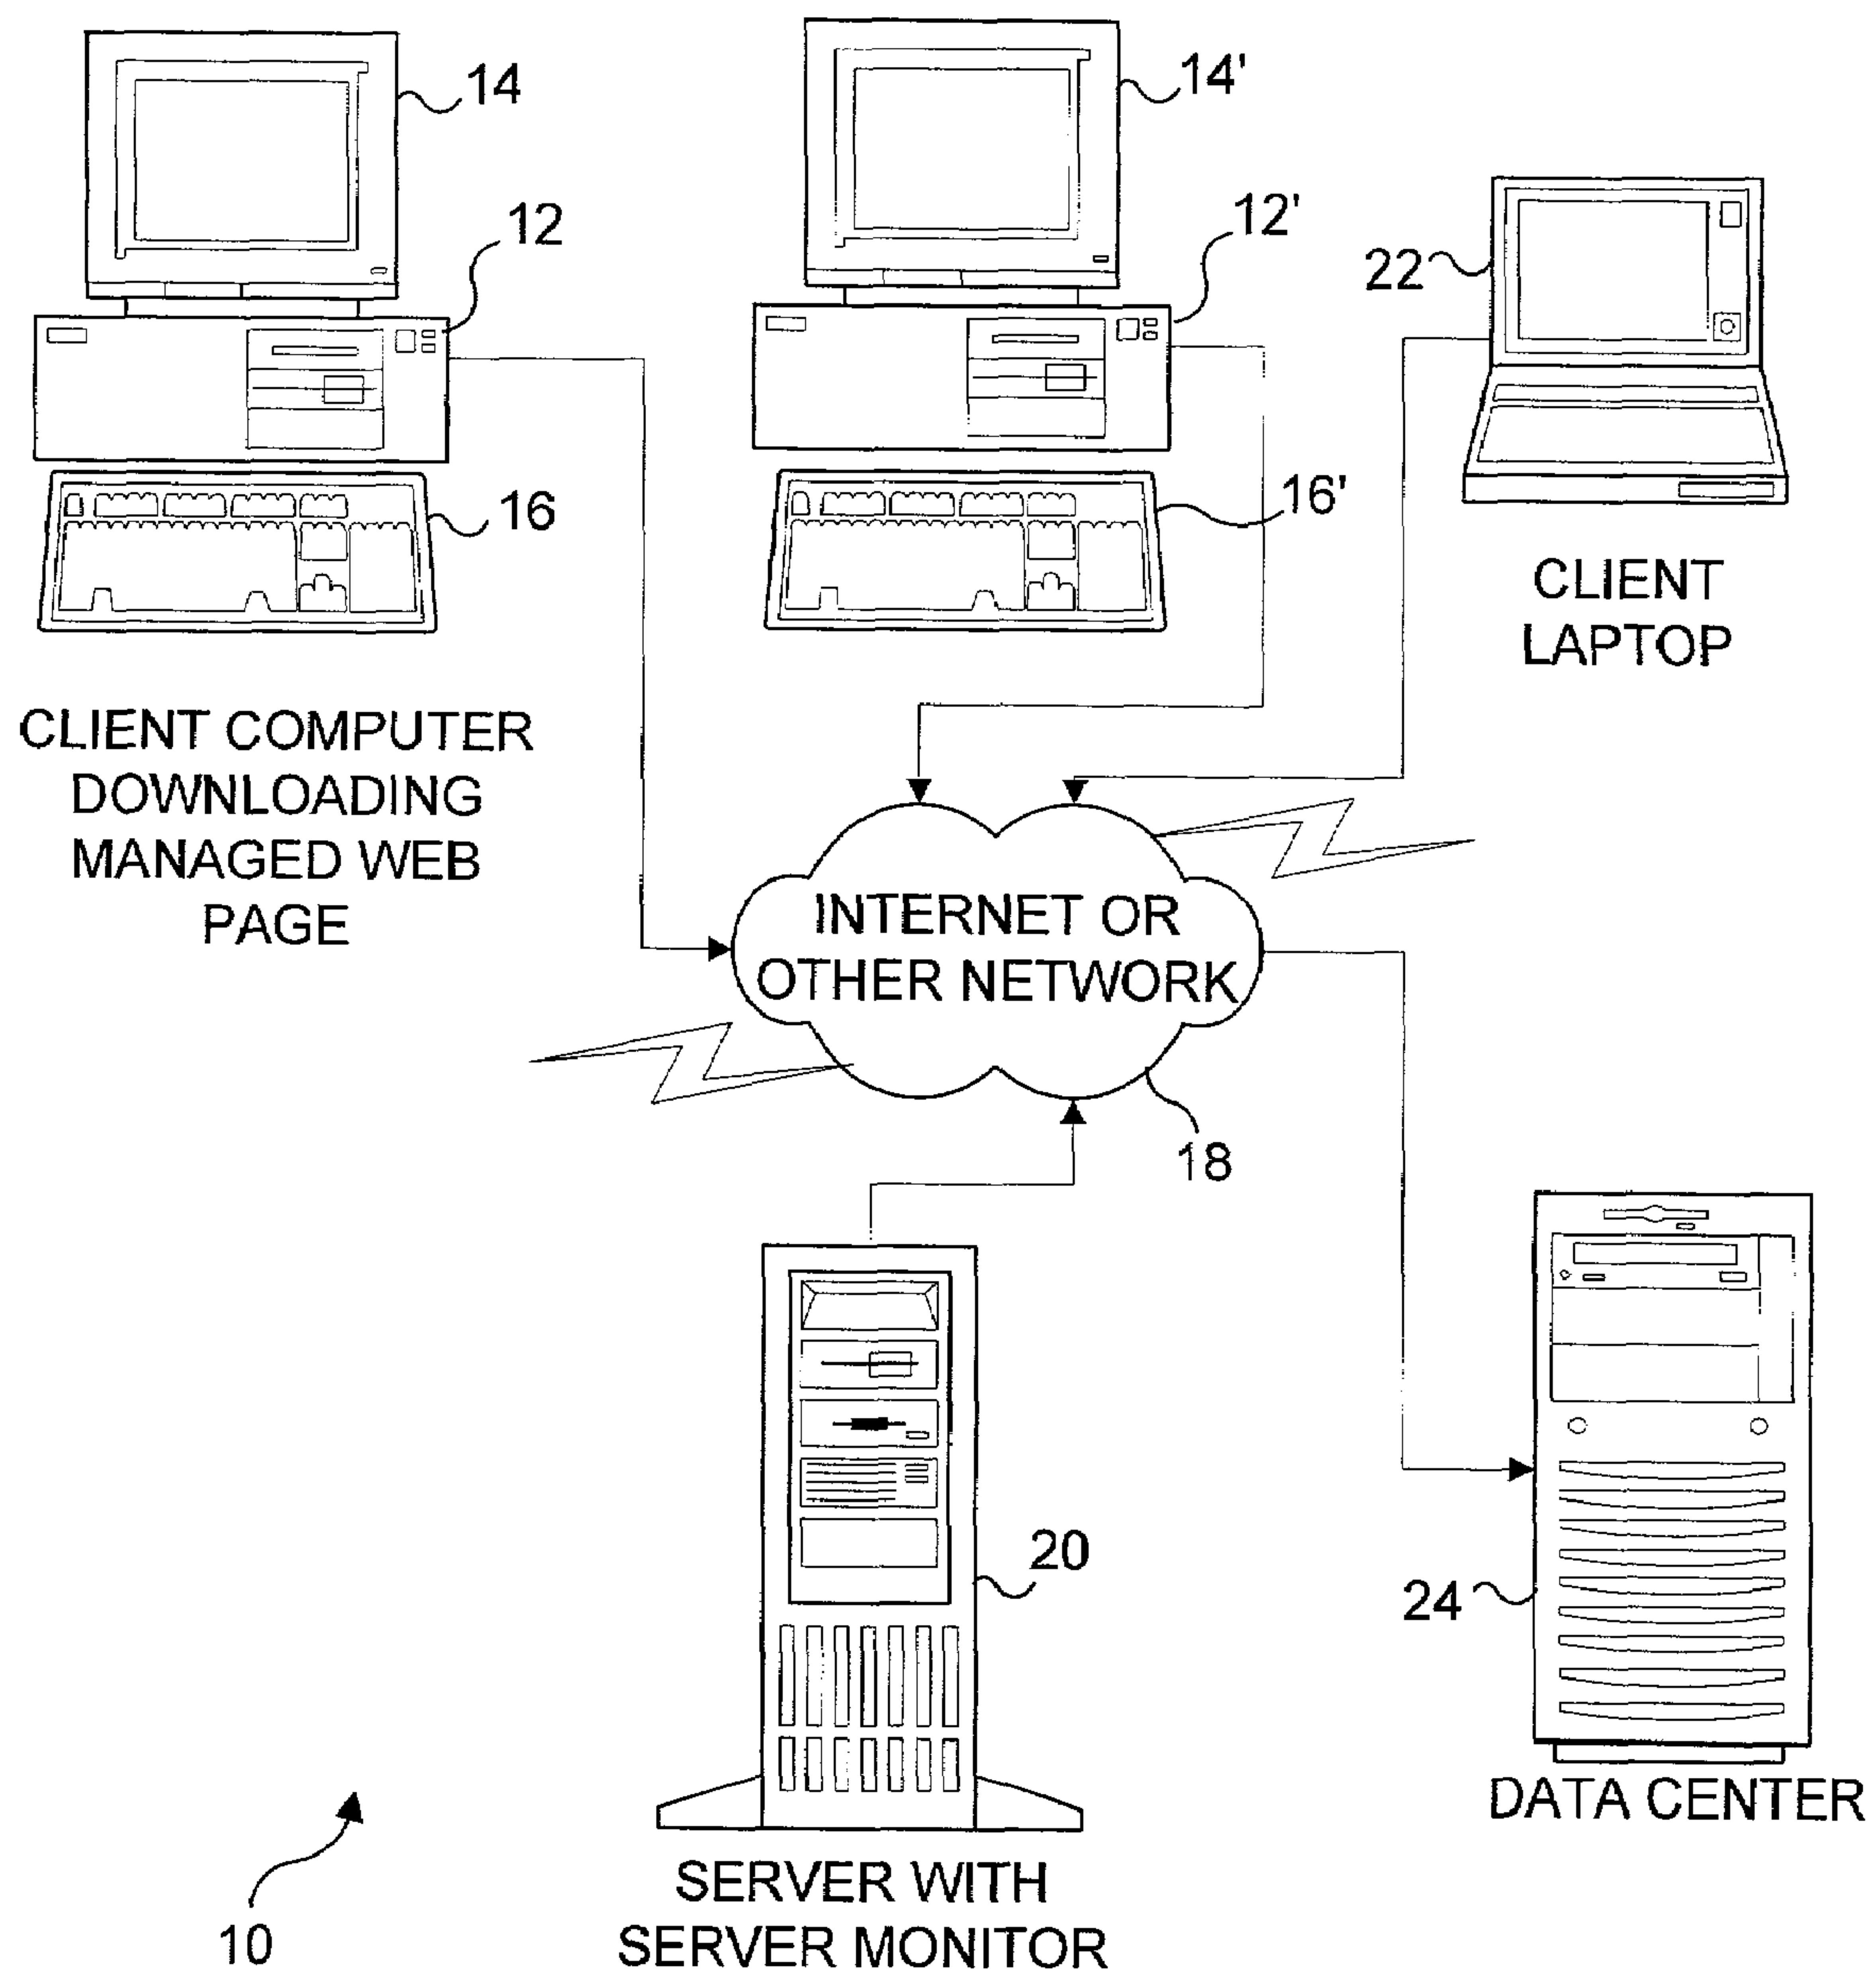 14
14'
12
12'
22
16
16'
CLIENT
LAPTOP
CLIENT COMPUTER
DOWNLOADING
MANAGED WEB
PAGE
INTERNET OR
OTHER NETWORK
18
20
24
DATA CENTER
SERVER WITH
SERVER MONITOR
10